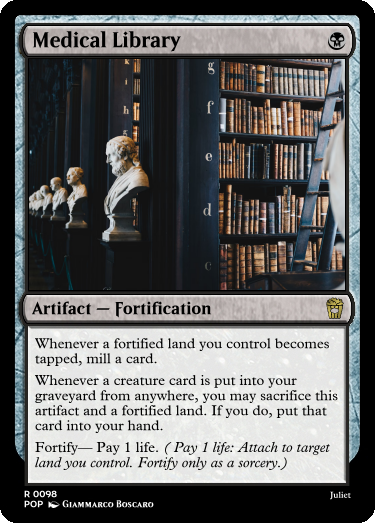 Medical Library
k
g
i
f
h
g
e
d
c
Artifact — Fortification
Whenever a fortified land you control becomes
tapped, mill a card.
Whenever a creature card is put into your
graveyard from anywhere, you may sacrifice this
artifact and a fortified land. If you do, put that
card into your hand.
Fortify— Pay 1 life. ( Pay 1 life: Attach to target
land you control. Fortify only as a sorcery.)
R 0098
Juliet
POP Giammarco Boscaro